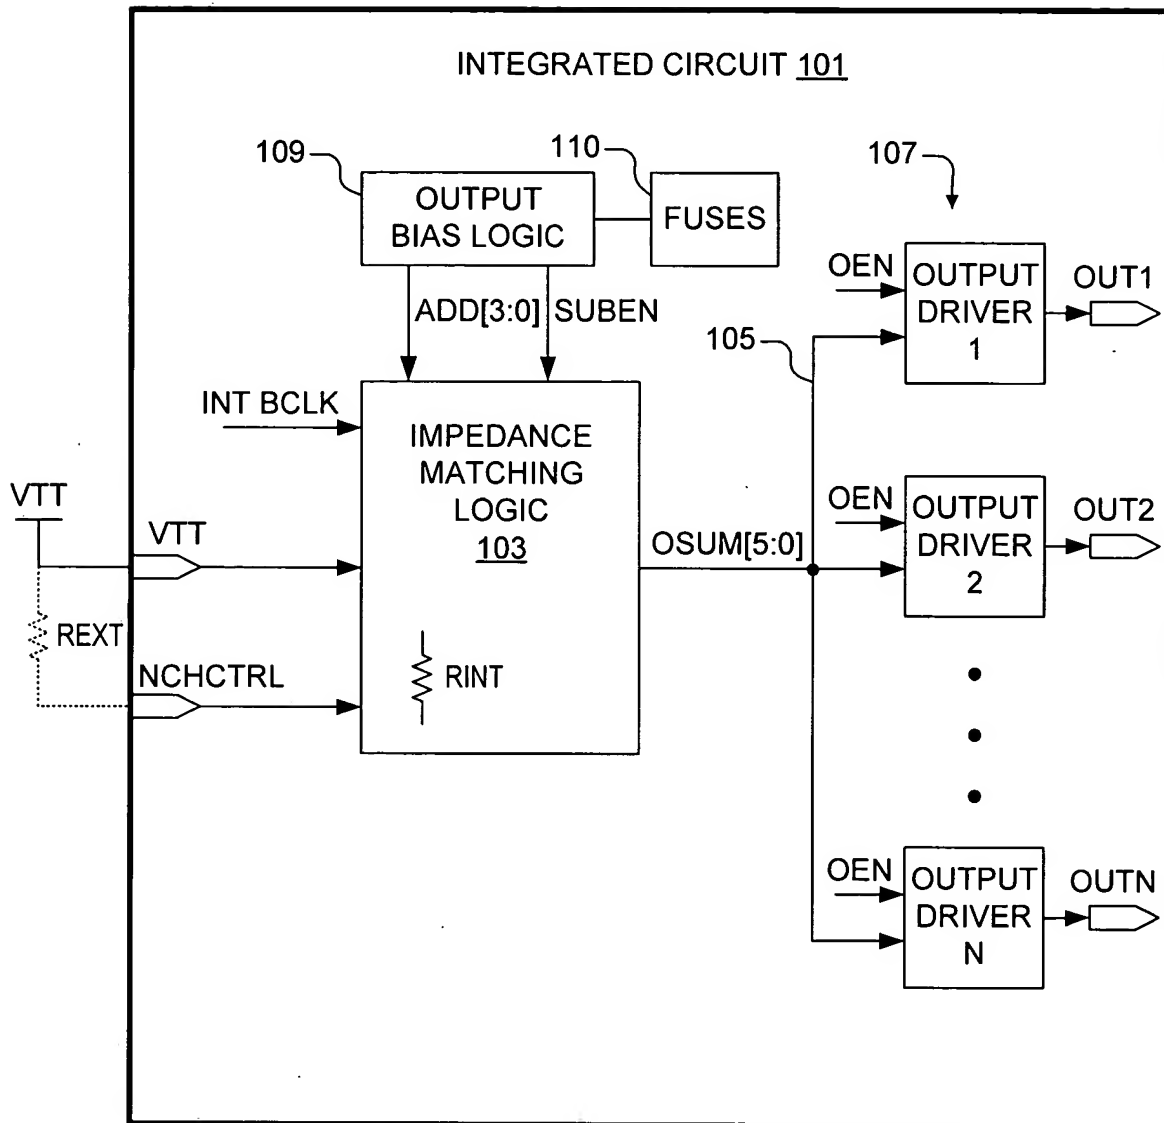 INTEGRATED CIRCUIT 101
109
OUTPUT
BIAS LOGIC
110
FUSES
107
ADD[3:0]
SUBEN
OEN
OUTPUT
DRIVER
1
OUT1
105
INT BCLK
IMPEDANCE
MATCHING
LOGIC
103
VTT
VTT
REXT
NCHCTRL
RINT
OSUM[5:0]
OEN
OUTPUT
DRIVER
2
OUT2
OEN
OUTPUT
DRIVER
N
OUTN